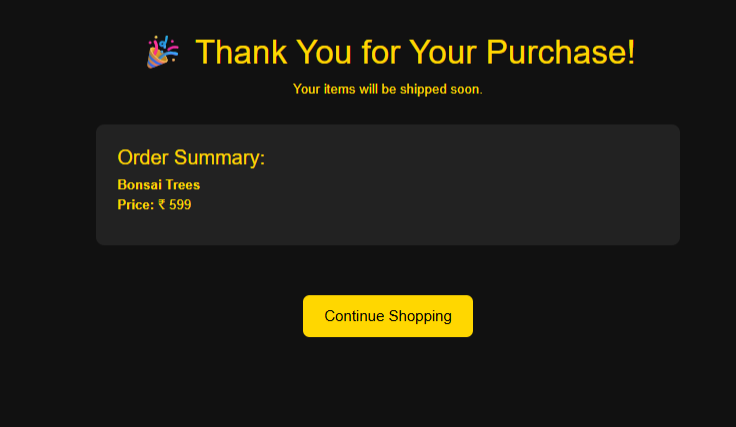 🎉 Thank You for Your Purchase!
Your items will be shipped soon.
Order Summary:
Bonsai Trees
Price: ₹ 599
Continue Shopping